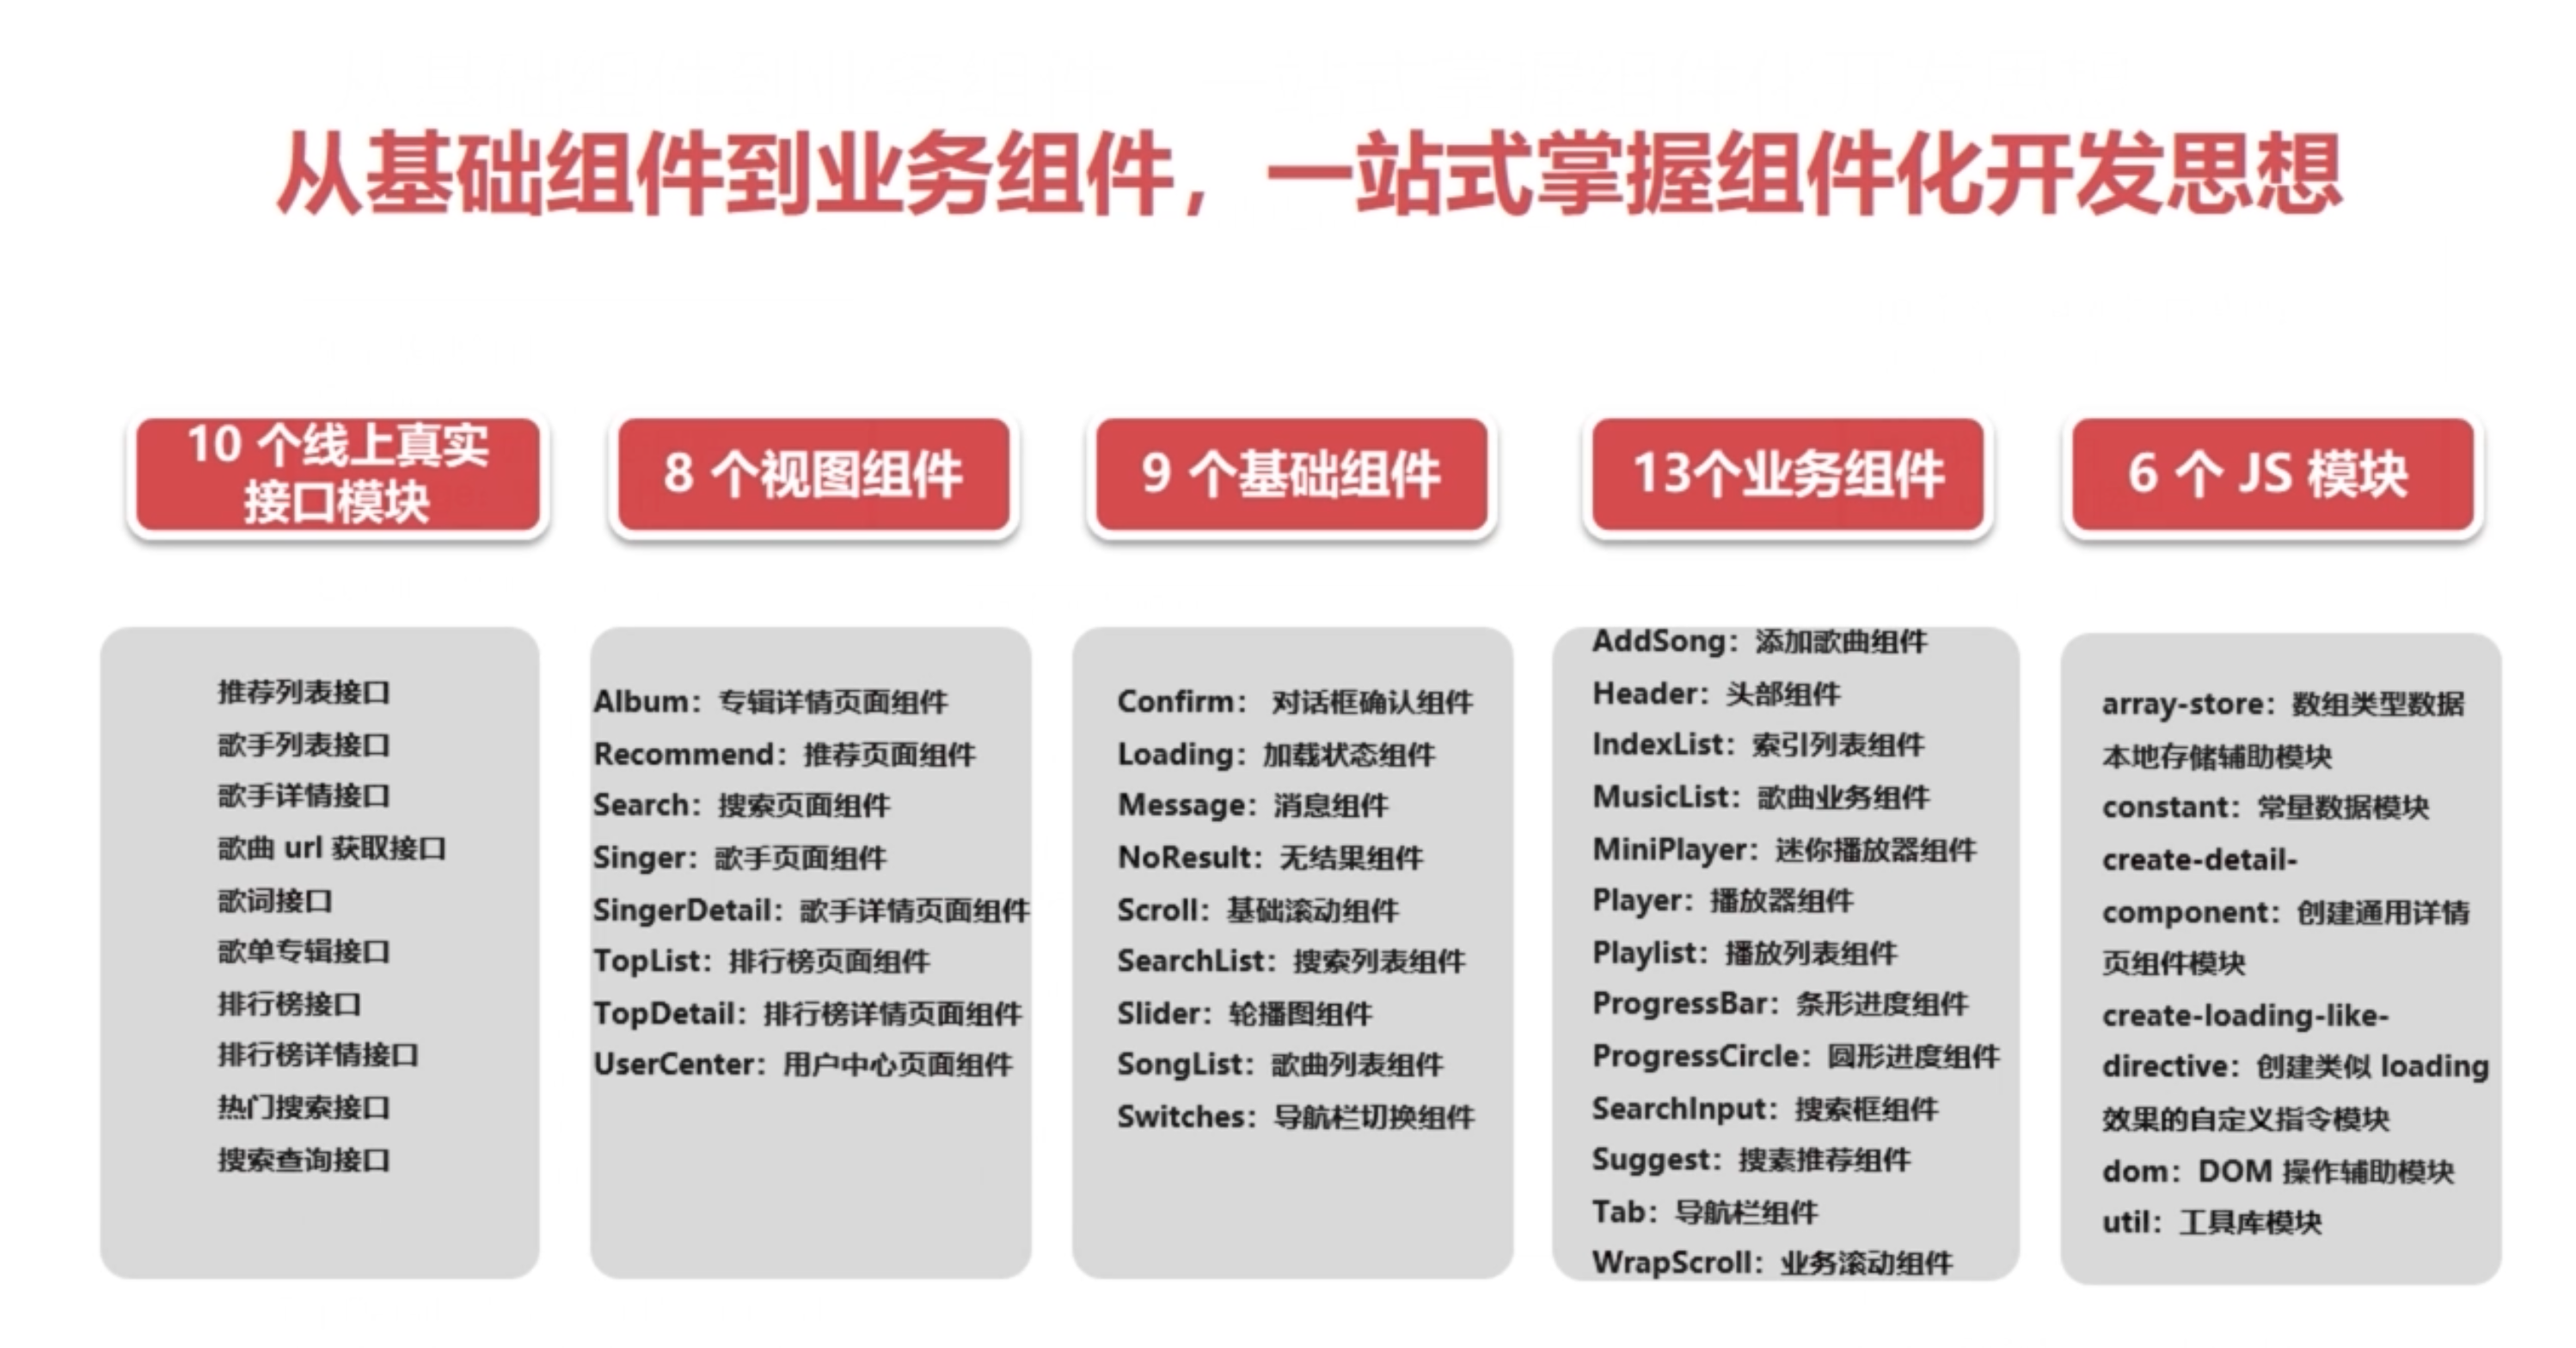 从基础组件到业务组件，一站式掌握组件化开发思想
10 个线上真实
接口模块
推荐列表接口
歌手列表接口
歌手详情接口
歌曲 url 获取接口
歌词接口
歌单专辑接口
排行榜接口
排行榜详情接口
热门搜索接口
搜索查询接口
8 个视图组件
Album：专辑详情页面组件
Recommend：推荐页面组件
Search：搜索页面组件
Singer：歌手页面组件
SingerDetail：歌手详情页面组件
TopList：排行榜页面组件
TopDetail：排行榜详情页面组件
UserCenter：用户中心页面组件
9 个基础组件
Confirm： 对话框确认组件
Loading：加载状态组件
Message：消息组件
NoResult：无结果组件
Scroll：基础滚动组件
SearchList：搜索列表组件
Slider：轮播图组件
SongList：歌曲列表组件
Switches：导航栏切换组件
13个业务组件
AddSong：添加歌曲组件
Header：头部组件
IndexList：索引列表组件
MusicList：歌曲业务组件
MiniPlayer：迷你播放器组件
Player：播放器组件
Playlist：播放列表组件
ProgressBar：条形进度组件
ProgressCircle：圆形进度组件
SearchInput：搜索框组件
Suggest：搜素推荐组件
Tab：导航栏组件
WrapScroll：业务滚动组件
6 个 JS 模块
array-store：数组类型数据
本地存储辅助模块
constant：常量数据模块
create-detail-
component：创建通用详情
页组件模块
create-loading-like-
directive：创建类似 loading
效果的自定义指令模块
dom：DOM 操作辅助模块
util：工具库模块